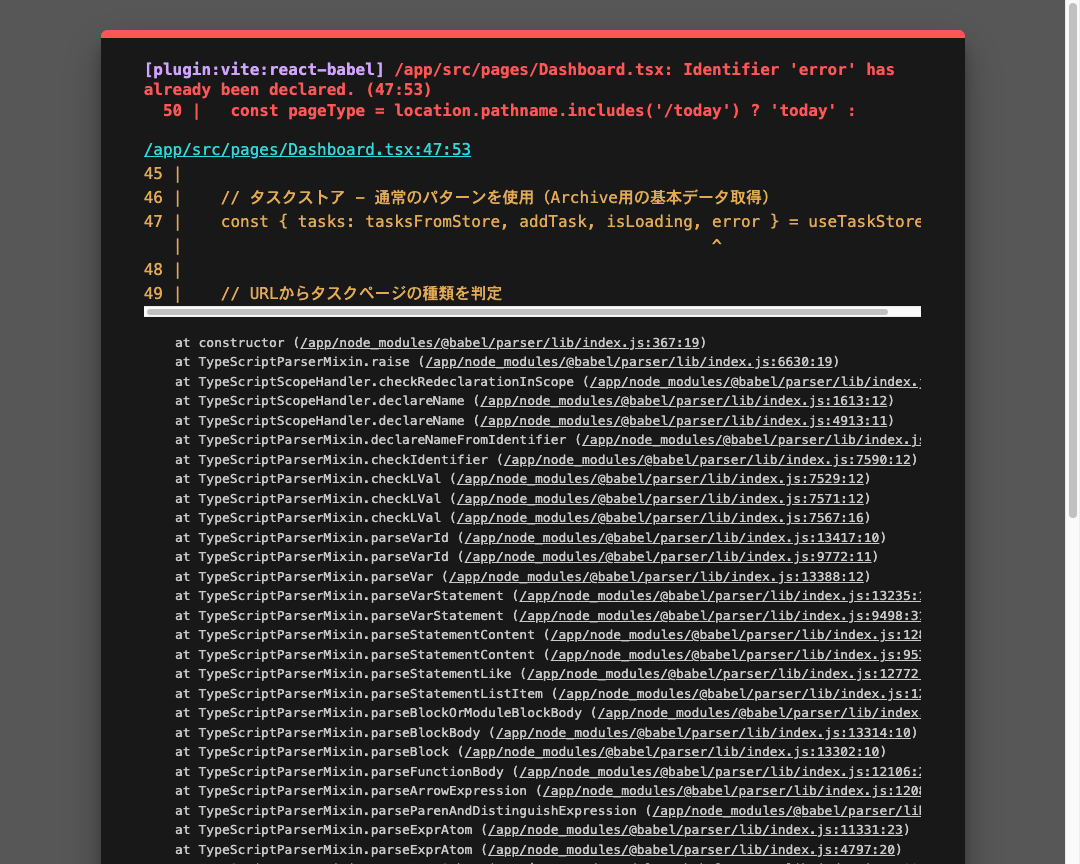 [plugin:vite:react-babel] /app/src/pages/Dashboard.tsx: Identifier 'error' has
already been declared. (47:53)
  50 |   const pageType = location.pathname.includes('/today') ? 'today' :
/app/src/pages/Dashboard.tsx:47:53
45 |
46 |    // タスクストア - 通常のパターンを使用（Archive用の基本データ取得）
47 |    const { tasks: tasksFromStore, addTask, isLoading, error } = useTaskStore
   |                                                       ^
48 |
49 |    // URLからタスクページの種類を判定
at constructor (/app/node_modules/@babel/parser/lib/index.js:367:19)
at TypeScriptParserMixin.raise (/app/node_modules/@babel/parser/lib/index.js:6630:19)
at TypeScriptScopeHandler.checkRedeclarationInScope (/app/node_modules/@babel/parser/lib/index.j
at TypeScriptScopeHandler.declareName (/app/node_modules/@babel/parser/lib/index.js:1613:12)
at TypeScriptScopeHandler.declareName (/app/node_modules/@babel/parser/lib/index.js:4913:11)
at TypeScriptParserMixin.declareNameFromIdentifier (/app/node_modules/@babel/parser/lib/index.js
at TypeScriptParserMixin.checkIdentifier (/app/node_modules/@babel/parser/lib/index.js:7590:12)
at TypeScriptParserMixin.checkLVal (/app/node_modules/@babel/parser/lib/index.js:7529:12)
at TypeScriptParserMixin.checkLVal (/app/node_modules/@babel/parser/lib/index.js:7571:12)
at TypeScriptParserMixin.checkLVal (/app/node_modules/@babel/parser/lib/index.js:7567:16)
at TypeScriptParserMixin.parseVarId (/app/node_modules/@babel/parser/lib/index.js:13417:10)
at TypeScriptParserMixin.parseVarId (/app/node_modules/@babel/parser/lib/index.js:9772:11)
at TypeScriptParserMixin.parseVar (/app/node_modules/@babel/parser/lib/index.js:13388:12)
at TypeScriptParserMixin.parseVarStatement (/app/node_modules/@babel/parser/lib/index.js:13235:
at TypeScriptParserMixin.parseVarStatement (/app/node_modules/@babel/parser/lib/index.js:9498:3
at TypeScriptParserMixin.parseStatementContent (/app/node_modules/@babel/parser/lib/index.js:128
at TypeScriptParserMixin.parseStatementContent (/app/node_modules/@babel/parser/lib/index.js:95
at TypeScriptParserMixin.parseStatementLike (/app/node_modules/@babel/parser/lib/index.js:12772
at TypeScriptParserMixin.parseStatementListItem (/app/node_modules/@babel/parser/lib/index.js:12
at TypeScriptParserMixin.parseBlockOrModuleBlockBody (/app/node_modules/@babel/parser/lib/index.
at TypeScriptParserMixin.parseBlockBody (/app/node_modules/@babel/parser/lib/index.js:13314:10)
at TypeScriptParserMixin.parseBlock (/app/node_modules/@babel/parser/lib/index.js:13302:10)
at TypeScriptParserMixin.parseFunctionBody (/app/node_modules/@babel/parser/lib/index.js:12106:
at TypeScriptParserMixin.parseArrowExpression (/app/node_modules/@babel/parser/lib/index.js:120
at TypeScriptParserMixin.parseParenAndDistinguishExpression (/app/node_modules/@babel/parser/li
at TypeScriptParserMixin.parseExprAtom (/app/node_modules/@babel/parser/lib/index.js:11331:23)
at TypeScriptParserMixin.parseExprAtom (/app/node_modules/@babel/parser/lib/index.js:4797:20)